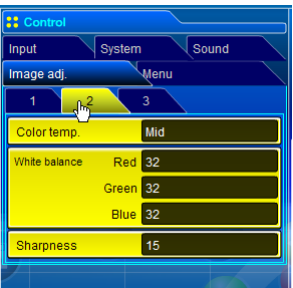 Control
Input System Sound
Image adj. Menu
1 2 3
Color temp. Mid
White balance Red 32
Green 32
Blue 32
Sharpness 15